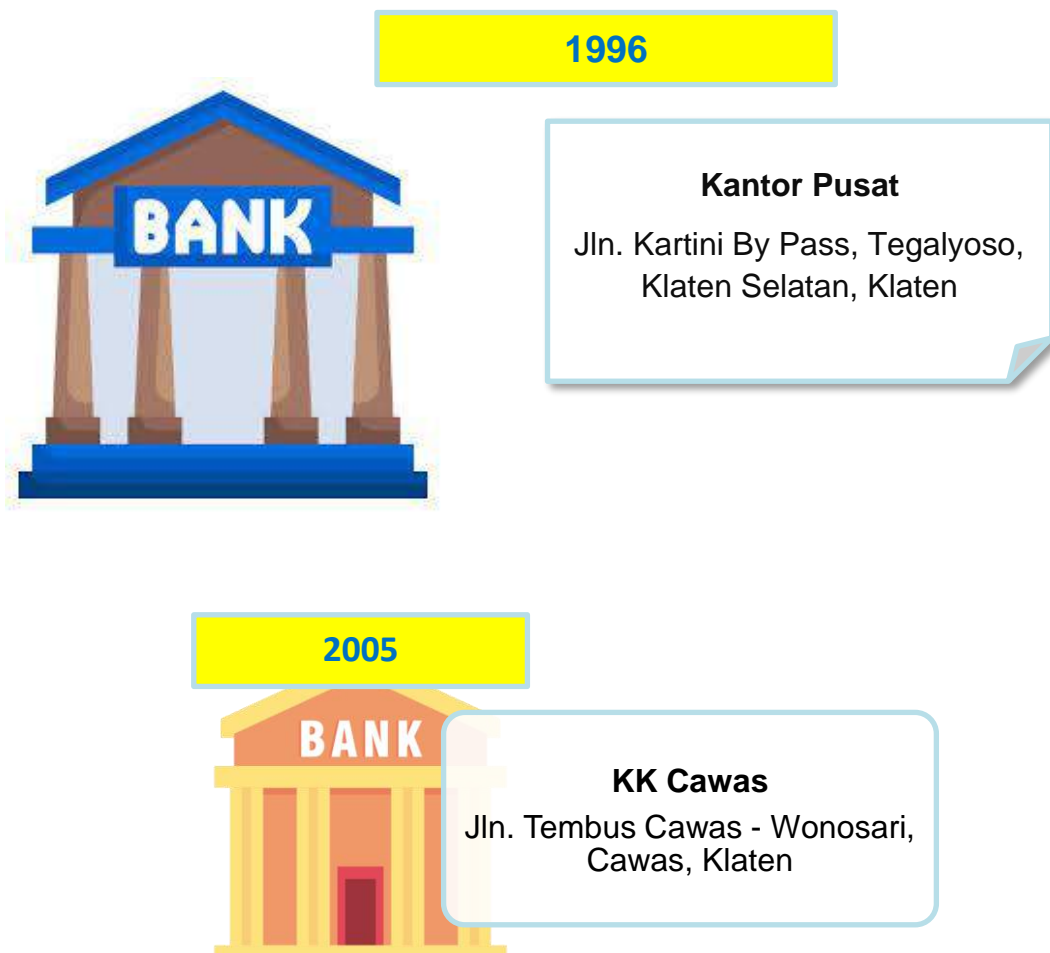 1996
BANK
Kantor Pusat
Jln. Kartini By Pass, Tegalyoso,
Klaten Selatan, Klaten
2005
BANK
KK Cawas
Jln. Tembus Cawas - Wonosari,
Cawas, Klaten